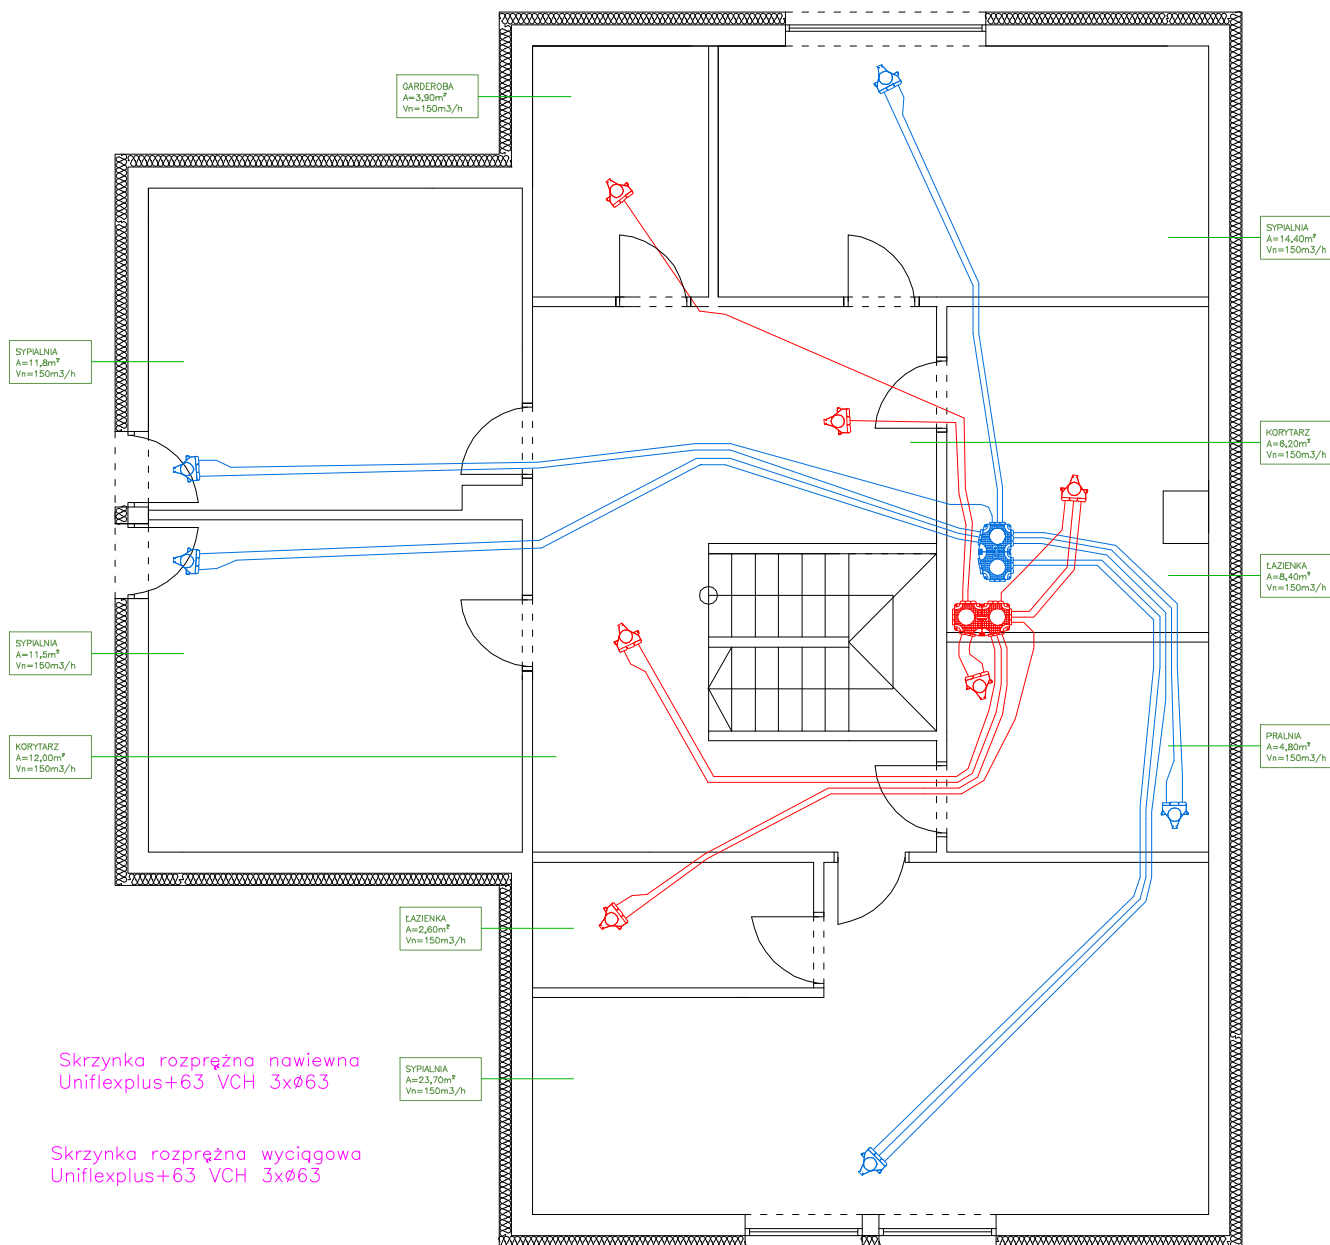 GARDEROBA
A=3,90m²
Vn=150m3/h
SYPIALNIA
A=14,40m²
Vn=150m3/h
SYPIALNIA
A=11,8m²
Vn=150m3/h
KORYTARZ
A=6,20m²
Vn=150m3/h
ŁAZIENKA
A=8,40m²
Vn=150m3/h
SYPIALNIA
A=11,5m²
Vn=150m3/h
KORYTARZ
A=12,00m²
Vn=150m3/h
PRALNIA
A=4,80m²
Vn=150m3/h
ŁAZIENKA
A=2,60m²
Vn=150m3/h
SYPIALNIA
A=23,70m²
Vn=150m3/h
Skrzynka rozprężna nawiewna
Uniflexplus+63 VCH 3xø63
Skrzynka rozprężna wyciągowa
Uniflexplus+63 VCH 3xø63